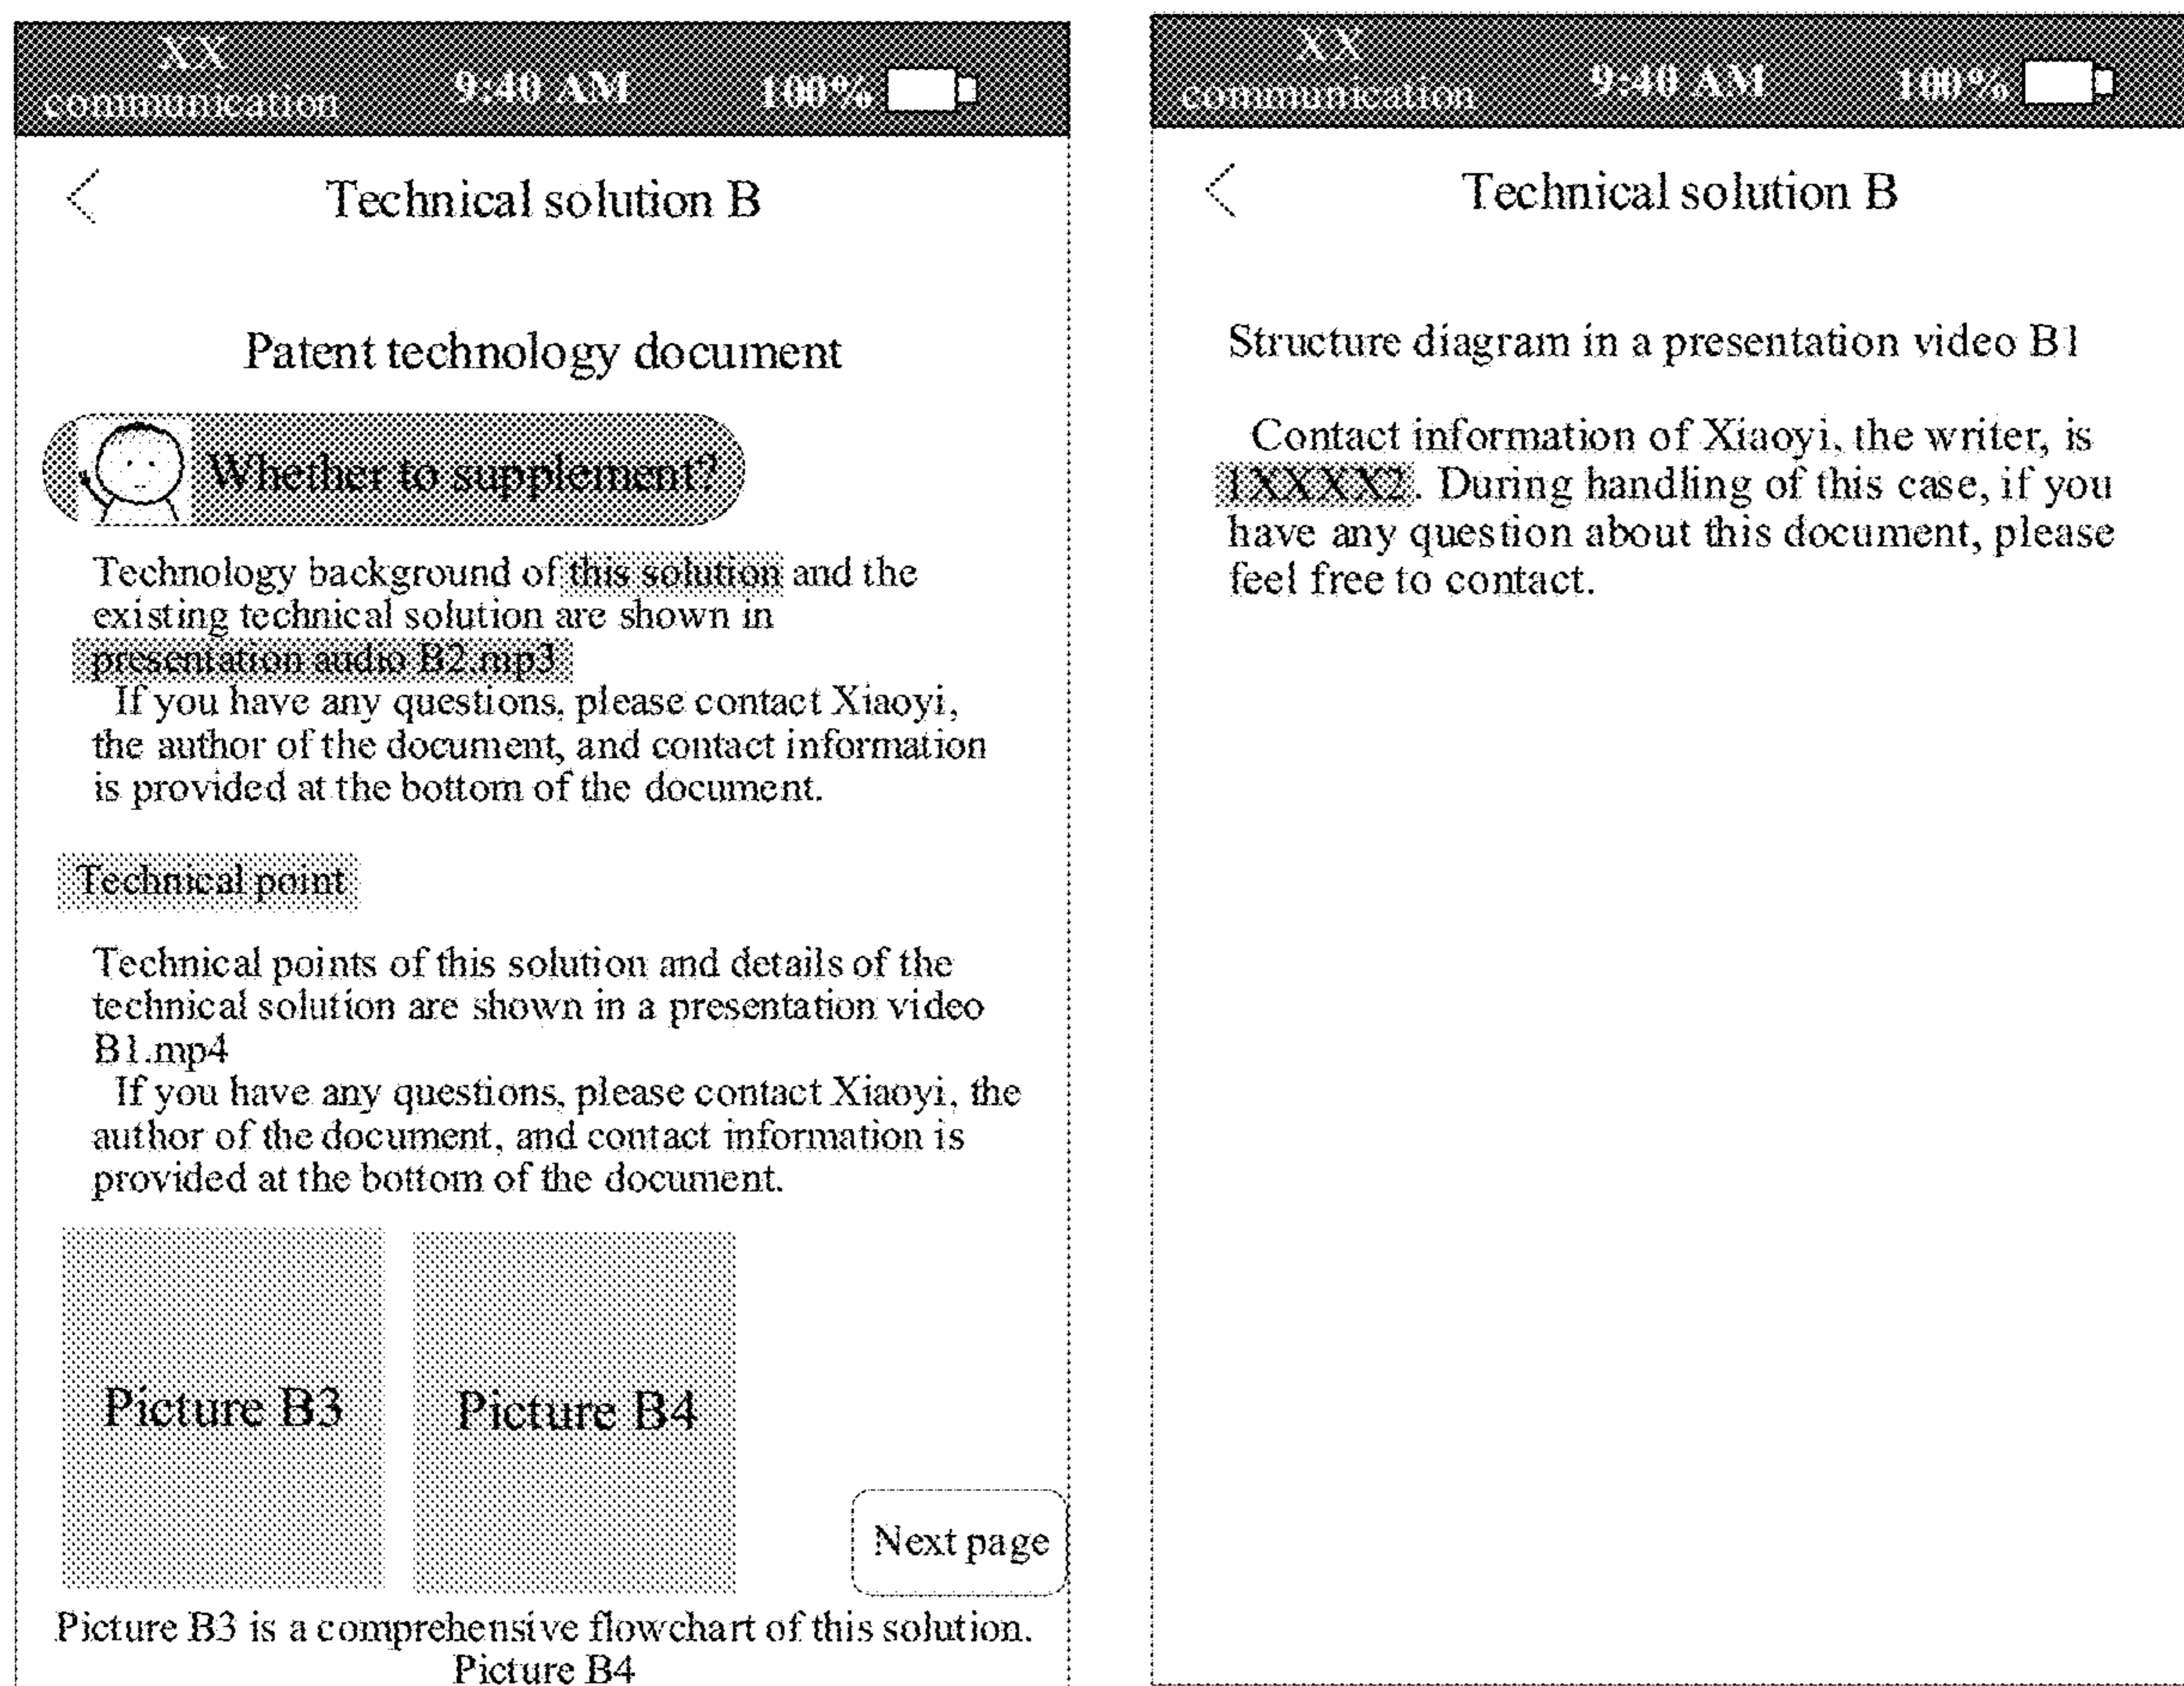 XX
communication
9:40 AM
100%
<
Technical solution B
Patent technology document
Whether to supplement?
Technology background of this solution and the
existing technical solution are shown in
presentation audio B2.mp3
If you have any questions, please contact Xiaoyi,
the author of the document, and contact information
is provided at the bottom of the document.
Technical point
Technical points of this solution and details of the
technical solution are shown in a presentation video
B1.mp4
If you have any questions, please contact Xiaoyi, the
author of the document, and contact information is
provided at the bottom of the document.
Picture B3
Picture B4
Next page
Picture B3 is a comprehensive flowchart of this solution.
Picture B4
XX
communication
9:40 AM
100%
<
Technical solution B
Structure diagram in a presentation video B1
Contact information of Xiaoyi, the writer, is
1XXXX2. During handling of this case, if you
have any question about this document, please
feel free to contact.